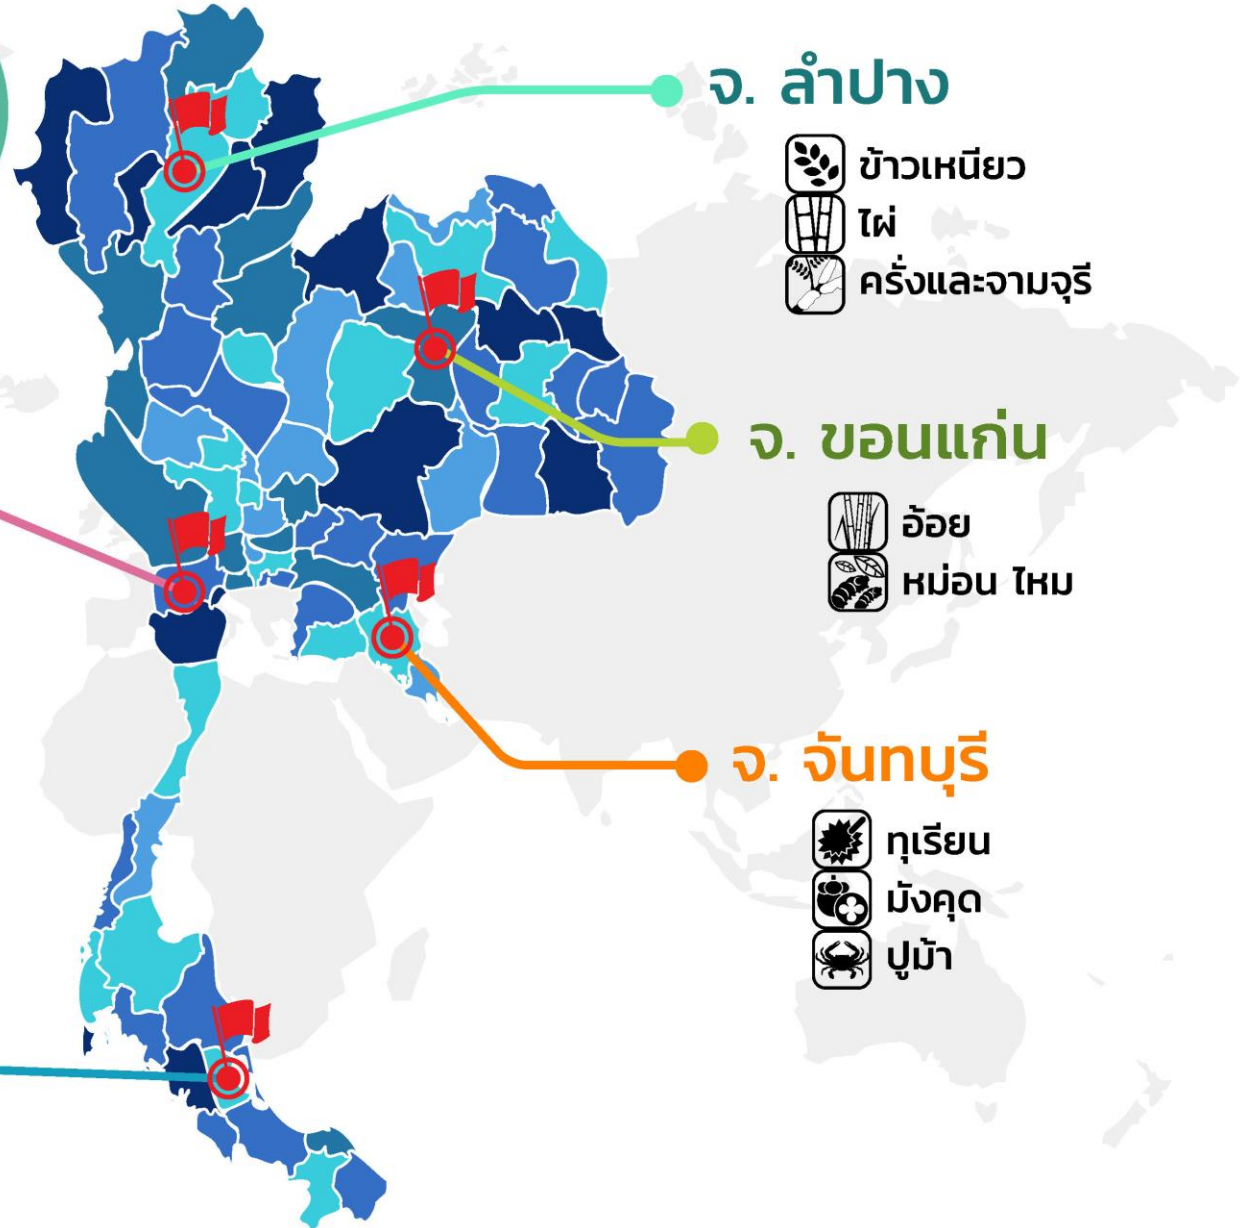 จ. ลำปาง
ข้าวเหนียว
ไผ่
ครั่งและจามจุรี
จ. ขอนแก่น
อ้อย
หม่อน ไหม
จ. จันทบุรี
ทุเรียน
มังคุด
ปูม้า